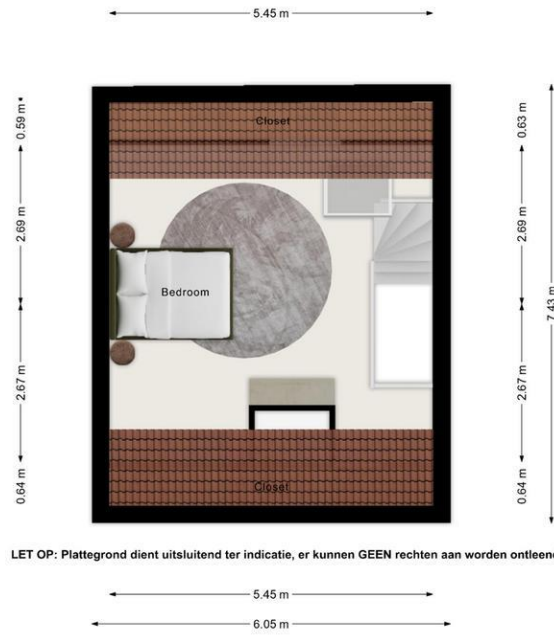 5.45 m
Closet
0.59 m
0.63 m
2.69 m
2.69 m
Bedroom
7.43 m
2.67 m
2.67 m
Closet
0.64 m
0.64 m
LET OP: Plattegrond dient uitsluitend ter indicatie, er kunnen GEEN rechten aan worden ontleen
5.45 m
6.05 m